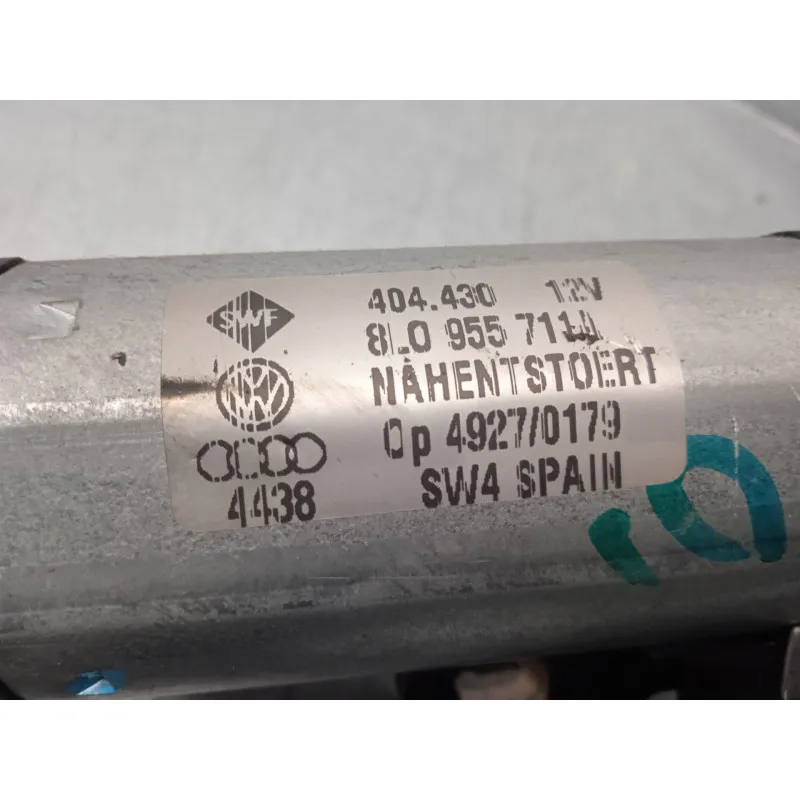 SWF
404.430 12V
8L0 955 711A
NAHENTSTOERT
0p 4927/0179
4438
SW4 SPAIN